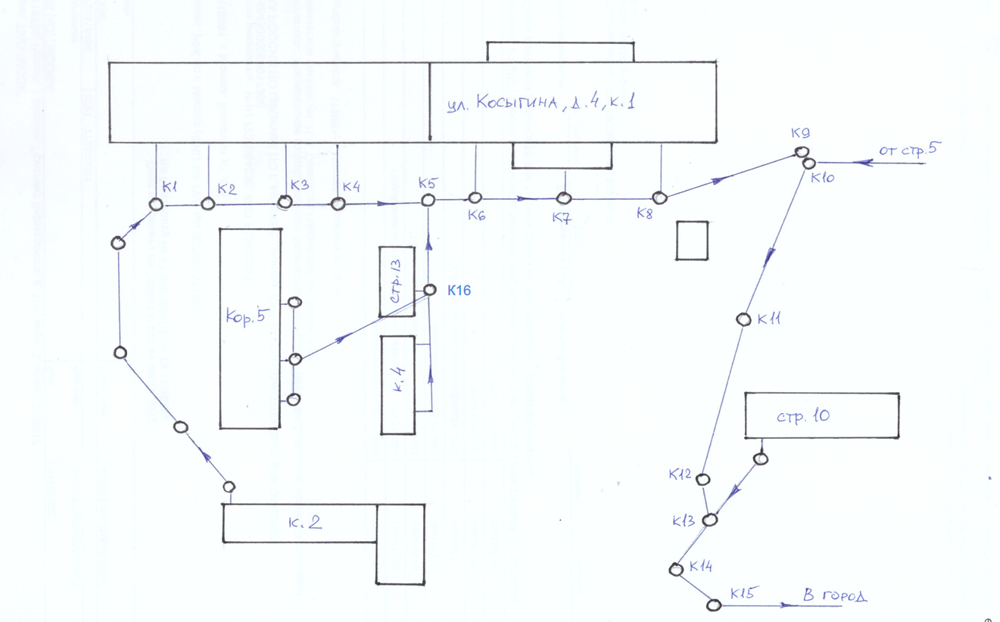 ул. Косыгина, д.4, к.1
К9
от стр.5
К10
К1
К2
К3
К4
К5
К6
К7
К8
стр.13
К16
Кор.5
К11
к.4
стр.10
К12
К13
к.2
К14
К15
В город